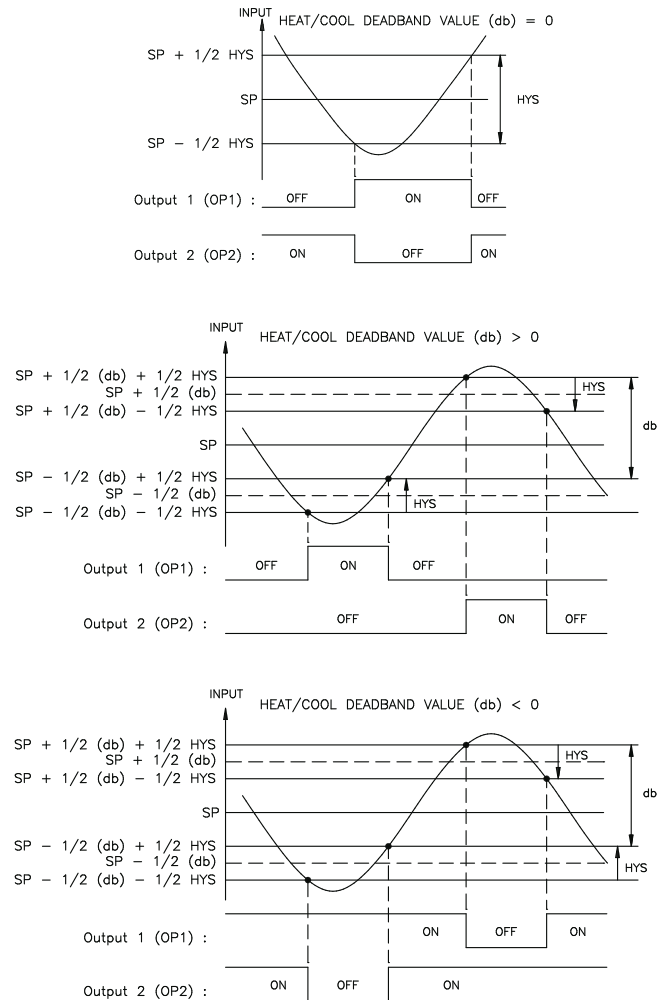 INPUT
HEAT/COOL DEADBAND VALUE (db) = 0
SP + 1/2 HYS
SP
HYS
SP - 1/2 HYS
Output 1 (OP1) : OFF ON OFF
Output 2 (OP2) : ON OFF ON
INPUT
HEAT/COOL DEADBAND VALUE (db) > 0
SP + 1/2 (db) + 1/2 HYS
SP + 1/2 (db)
HYS
SP + 1/2 (db) - 1/2 HYS
db
SP
SP - 1/2 (db) + 1/2 HYS
SP - 1/2 (db)
HYS
SP - 1/2 (db) - 1/2 HYS
Output 1 (OP1) : OFF ON OFF
Output 2 (OP2) : OFF ON OFF
INPUT
HEAT/COOL DEADBAND VALUE (db) < 0
SP + 1/2 (db) + 1/2 HYS
SP + 1/2 (db)
HYS
SP + 1/2 (db) - 1/2 HYS
db
SP
SP - 1/2 (db) + 1/2 HYS
SP - 1/2 (db)
HYS
SP - 1/2 (db) - 1/2 HYS
Output 1 (OP1) : ON OFF ON
Output 2 (OP2) : ON OFF ON